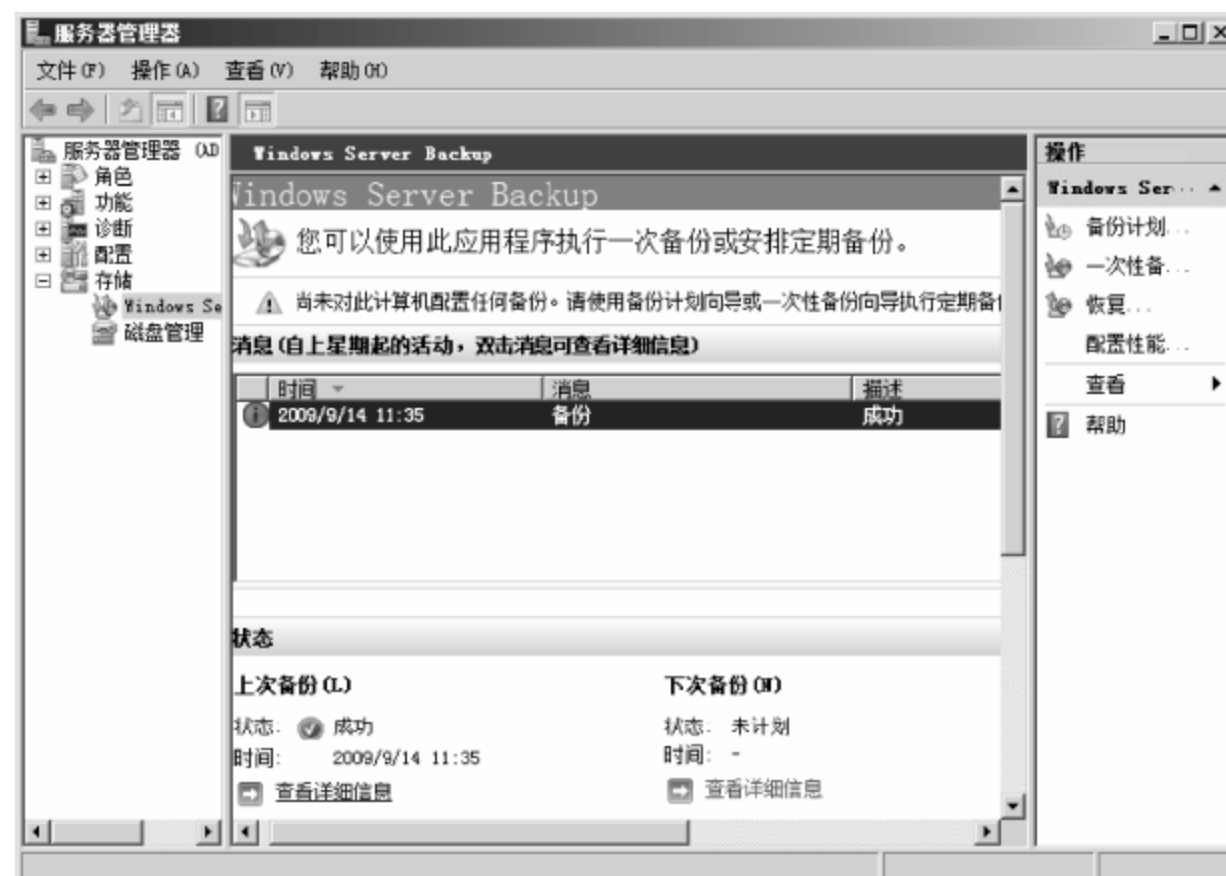 服务器管理器
文件(F) 操作(A) 查看(V) 帮助(H)
服务器管理器 (AD
角色
功能
诊断
配置
存储
Windows Se
磁盘管理
Windows Server Backup
Windows Server Backup
您可以使用此应用程序执行一次备份或安排定期备份。
尚未对此计算机配置任何备份。请使用备份计划向导或一次性备份向导执行定期备
消息(自上星期起的活动，双击消息可查看详细信息)
时间 消息 描述
2009/9/14 11:35 备份 成功
状态
上次备份(L) 下次备份(N)
状态: 成功 状态: 未计划
时间: 2009/9/14 11:35 时间: -
查看详细信息 查看详细信息
操作
Windows Ser...
备份计划...
一次性备...
恢复...
配置性能...
查看
帮助